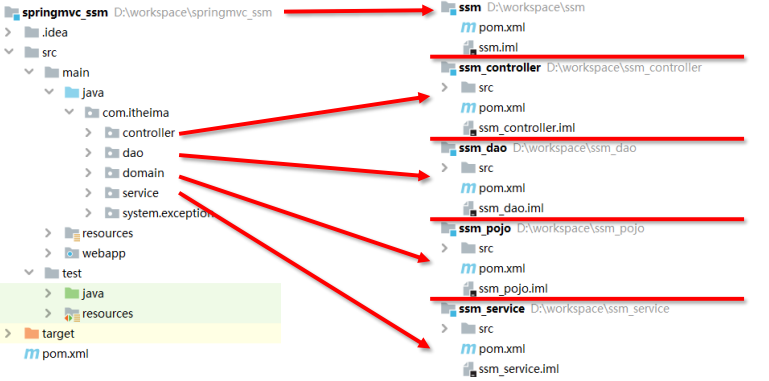 springmvc_ssm D:\workspace\springmvc_ssm
.idea
src
main
java
com.itheima
controller
dao
domain
service
system.exception
resources
webapp
test
java
resources
target
pom.xml
ssm D:\workspace\ssm
pom.xml
ssm.iml
ssm_controller D:\workspace\ssm_controller
src
pom.xml
ssm_controller.iml
ssm_dao D:\workspace\ssm_dao
src
pom.xml
ssm_dao.iml
ssm_pojo D:\workspace\ssm_pojo
src
pom.xml
ssm_pojo.iml
ssm_service D:\workspace\ssm_service
src
pom.xml
ssm_service.iml